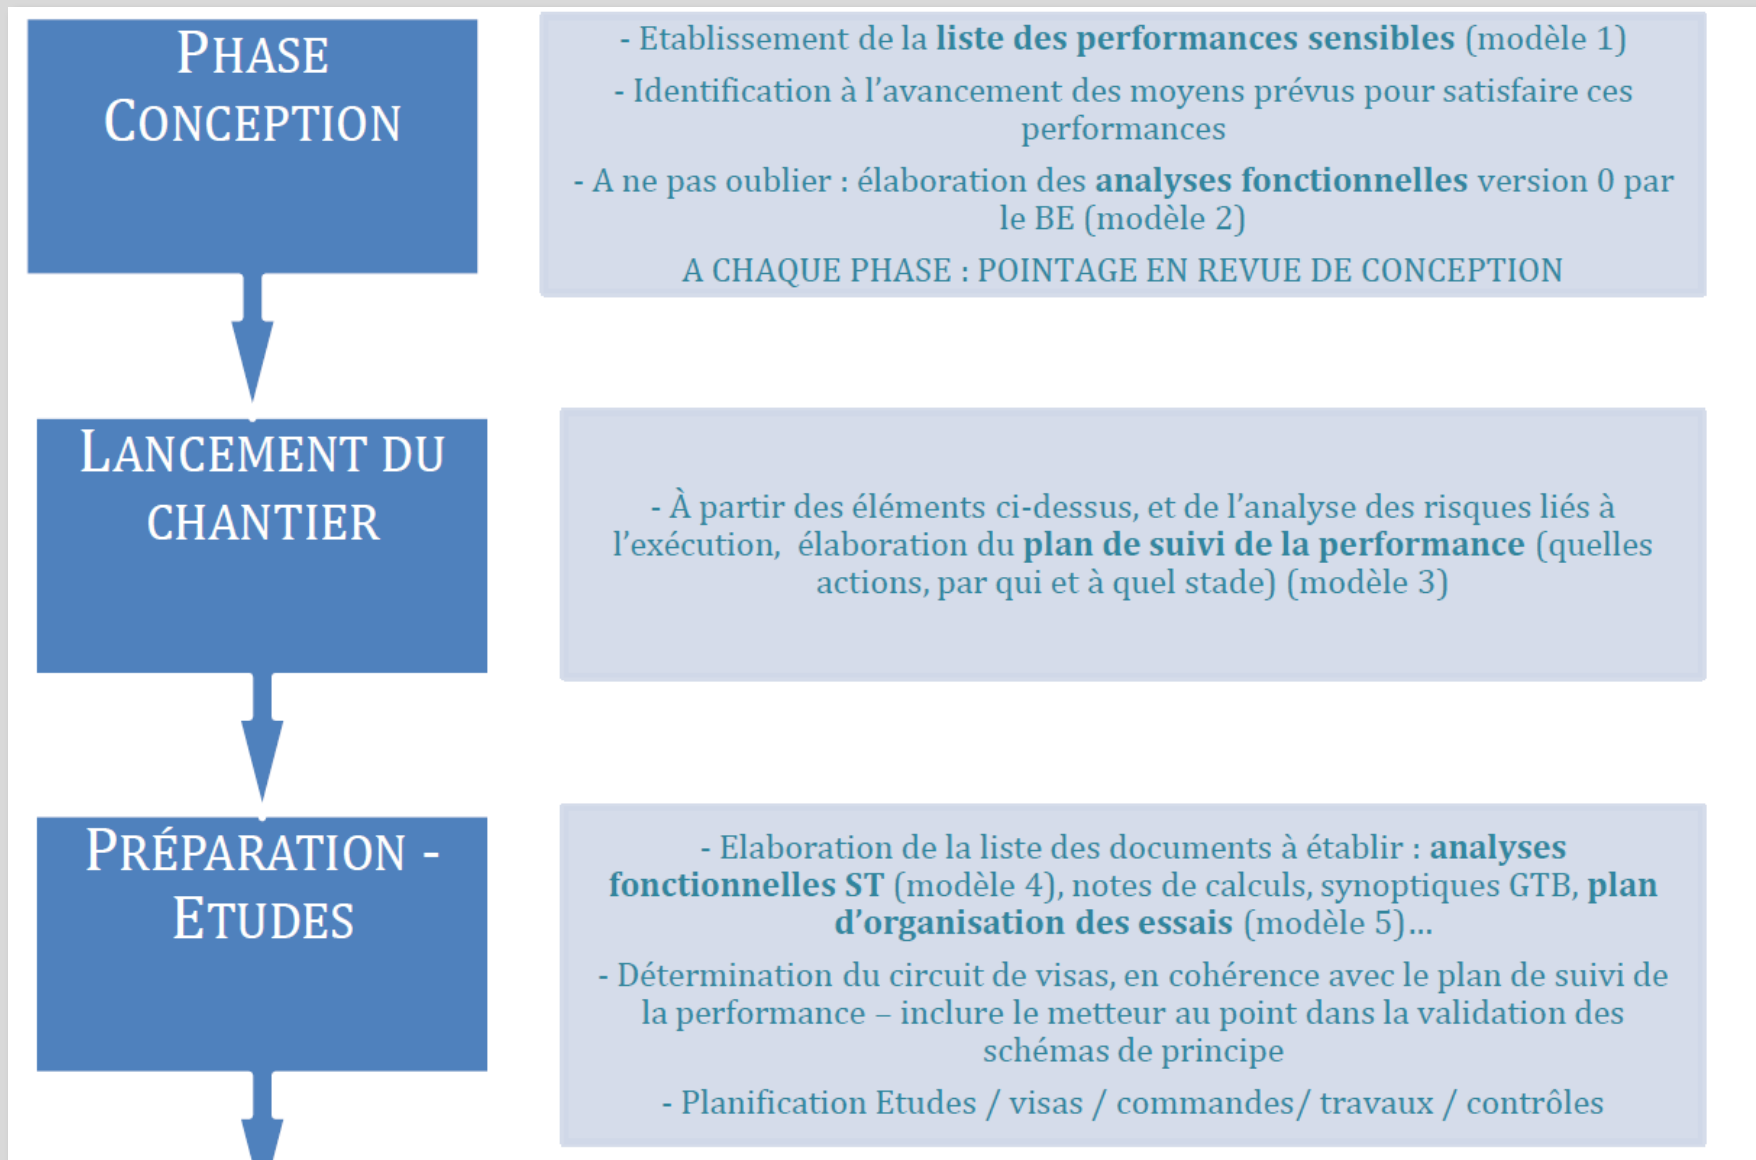 PHASE
CONCEPTION
- Etablissement de la liste des performances sensibles (modèle 1)
- Identification à l’avancement des moyens prévus pour satisfaire ces
performances
- A ne pas oublier : élaboration des analyses fonctionnelles version 0 par
le BE (modèle 2)
A CHAQUE PHASE : POINTAGE EN REVUE DE CONCEPTION
LANCEMENT DU
CHANTIER
- À partir des éléments ci-dessus, et de l’analyse des risques liés à
l’exécution, élaboration du plan de suivi de la performance (quelles
actions, par qui et à quel stade) (modèle 3)
PRÉPARATION -
ETUDES
- Elaboration de la liste des documents à établir : analyses
fonctionnelles ST (modèle 4), notes de calculs, synoptiques GTB, plan
d’organisation des essais (modèle 5)...
- Détermination du circuit de visas, en cohérence avec le plan de suivi de
la performance – inclure le metteur au point dans la validation des
schémas de principe
- Planification Etudes / visas / commandes/ travaux / contrôles